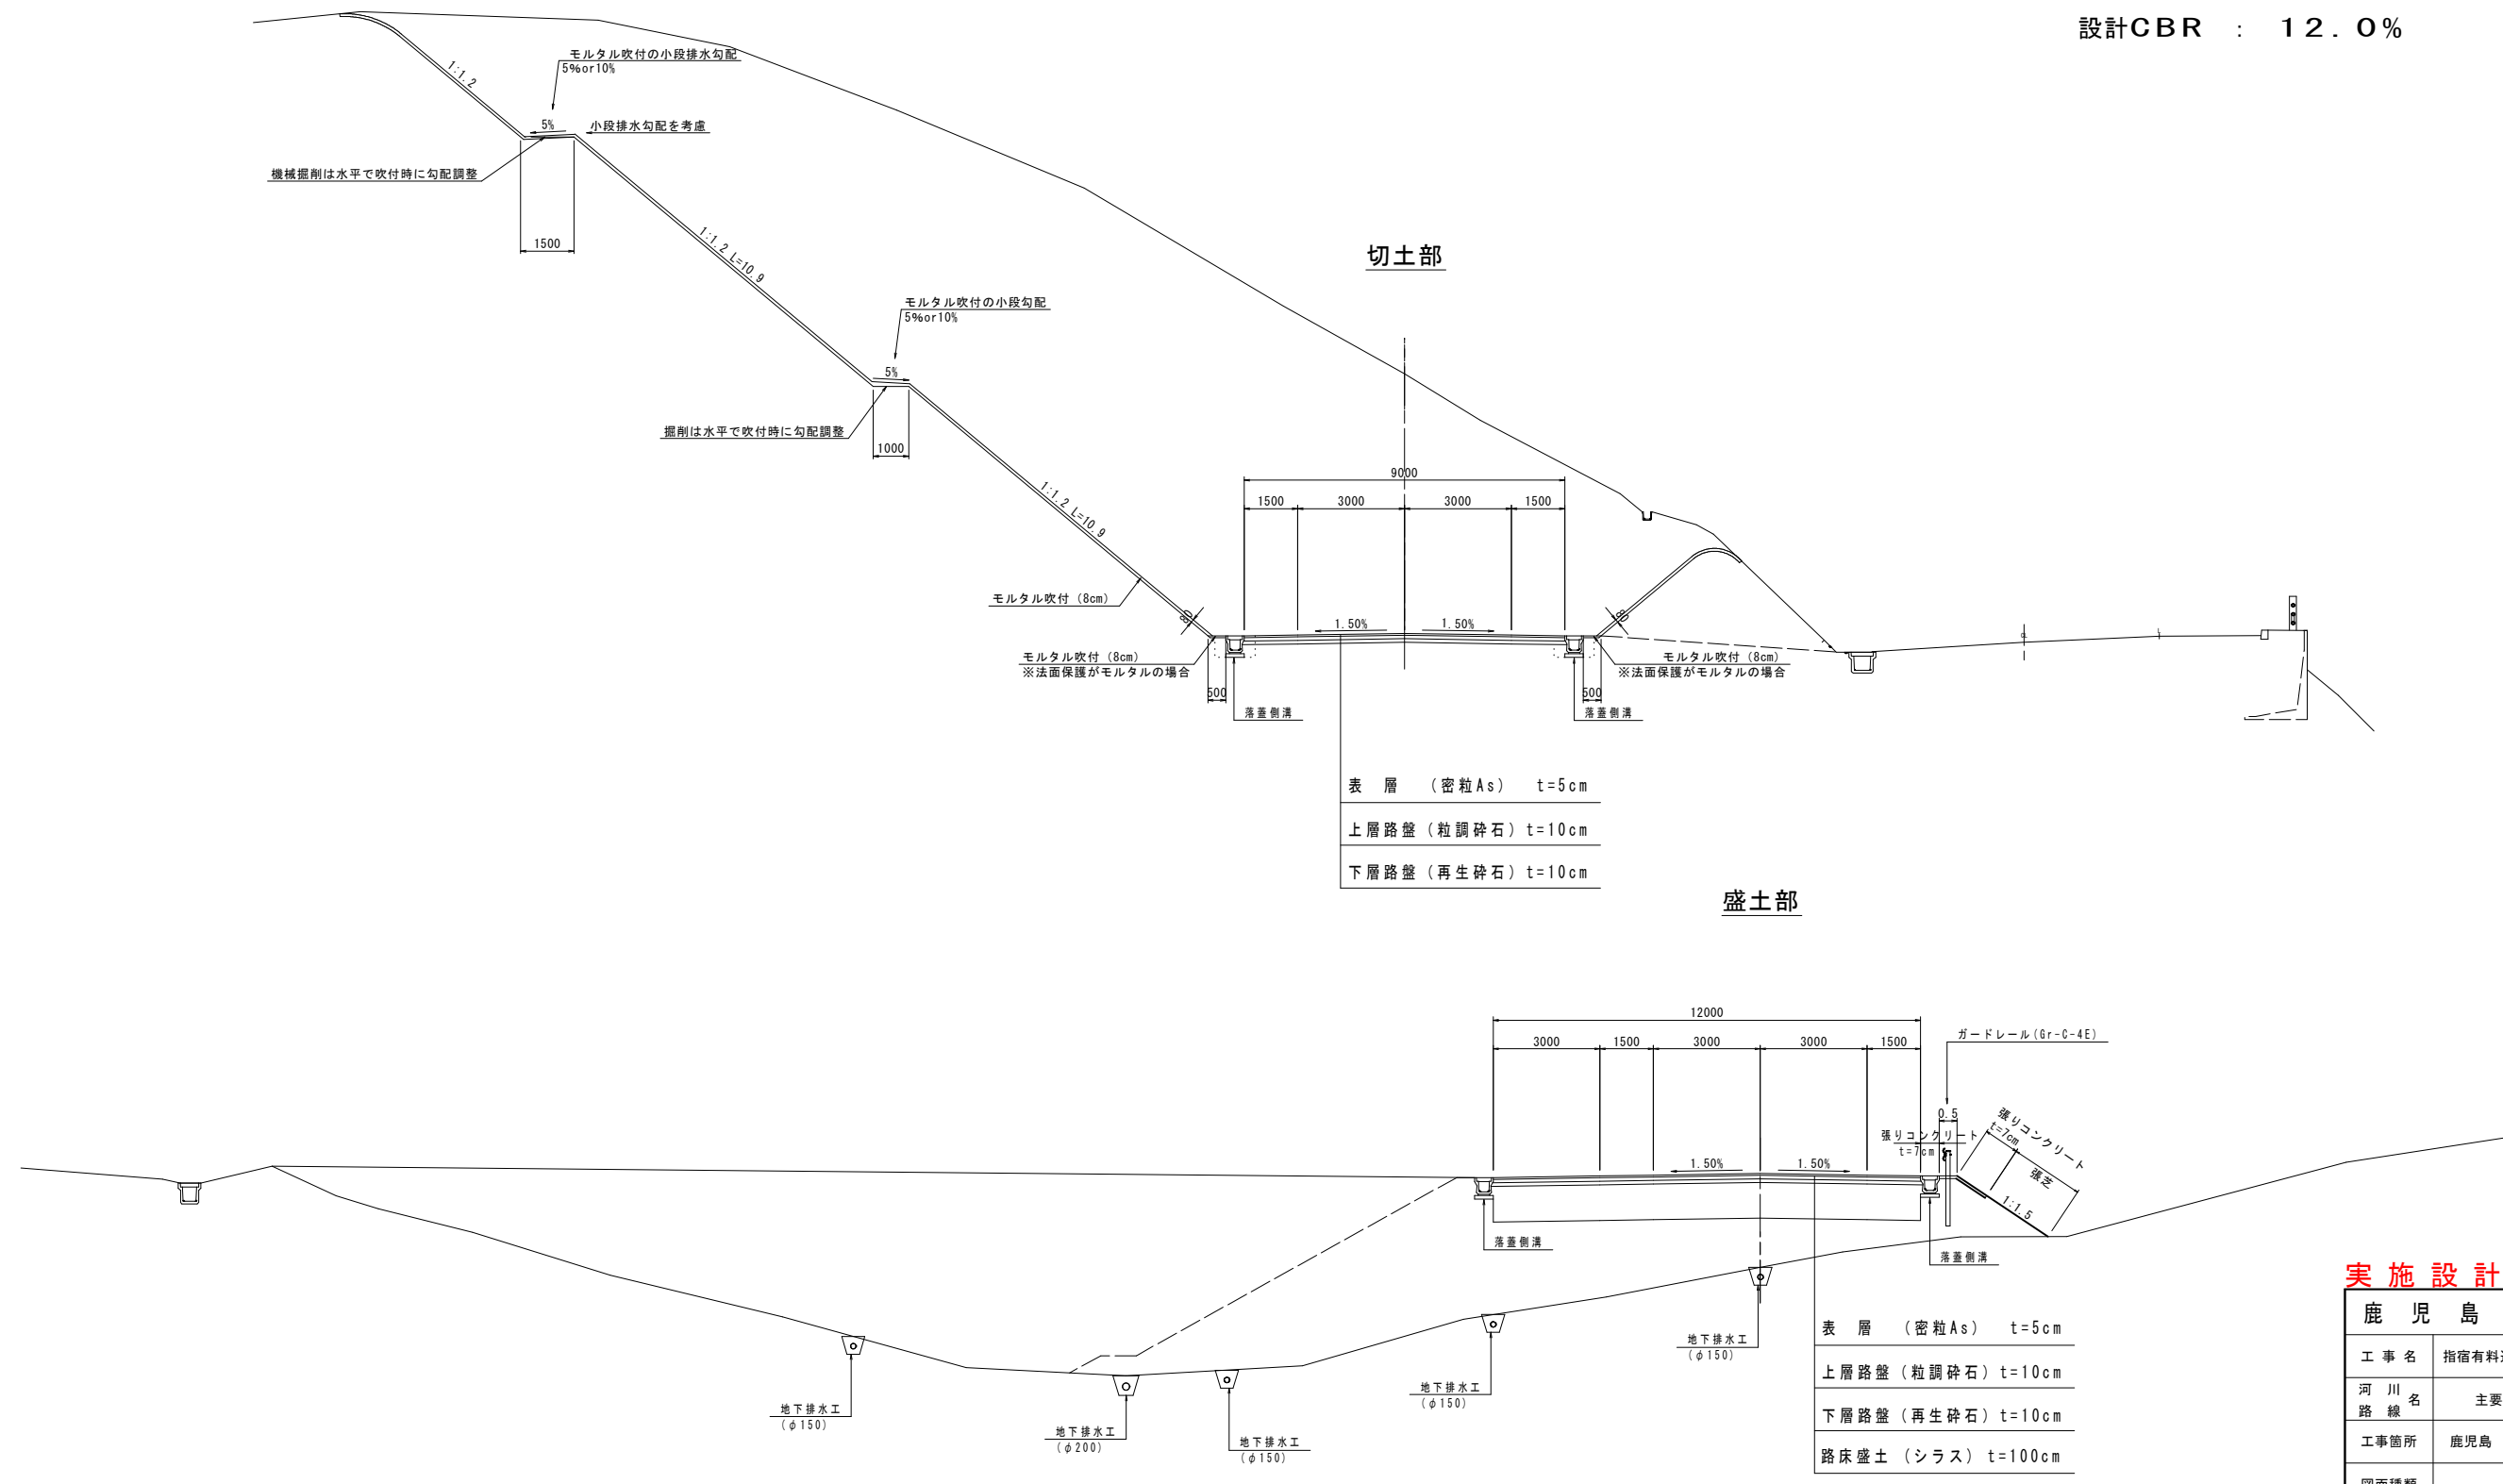 設計CBR : 12.0%
モルタル吹付の小段排水勾配
5%or10%
1:1.2
5%
小段排水勾配を考慮
機械掘削は水平で吹付時に勾配調整
1500
1:1.2 L=10.9
切土部
モルタル吹付の小段勾配
5%or10%
5%
掘削は水平で吹付時に勾配調整
1000
9000
1500 3000 3000 1500
1:1.2 L=10.9
モルタル吹付(8cm)
80
80
1.50% 1.50%
モルタル吹付(8cm)
※法面保護がモルタルの場合
モルタル吹付(8cm)
※法面保護がモルタルの場合
500
500
落蓋側溝
落蓋側溝
表 層 (密粒As) t=5cm
上層路盤(粒調砕石)t=10cm
下層路盤(再生砕石)t=10cm
盛土部
12000
ガードレール(Gr-C-4E)
3000 1500 3000 3000 1500
0.5
張りコンクリート
t=7cm
張りコンクリート
t=7cm
張芝
1:1.5
1.50% 1.50%
落蓋側溝
落蓋側溝
地下排水工
(φ150)
地下排水工
(φ200)
地下排水工
(φ150)
地下排水工
(φ150)
地下排水工
(φ150)
表 層 (密粒As) t=5cm
上層路盤(粒調砕石)t=10cm
下層路盤(再生砕石)t=10cm
路床盛土(シラス)t=100cm
実施設計
鹿児島
工事名 指宿有料
河川
路線
名 主要
工事箇所 鹿児島